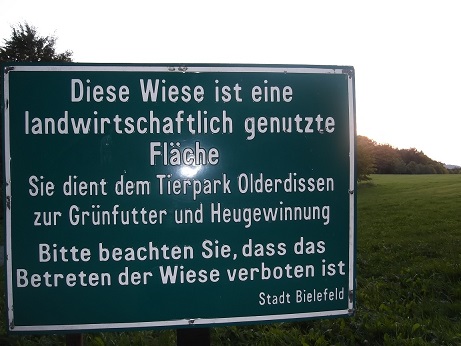 Diese Wiese ist eine
landwirtschaftlich genutzte
Fläche
Sie dient dem Tierpark Olderdissen
zur Grünfutter und Heugewinnung
Bitte beachten Sie, dass das
Betreten der Wiese verboten ist
Stadt Bielefeld